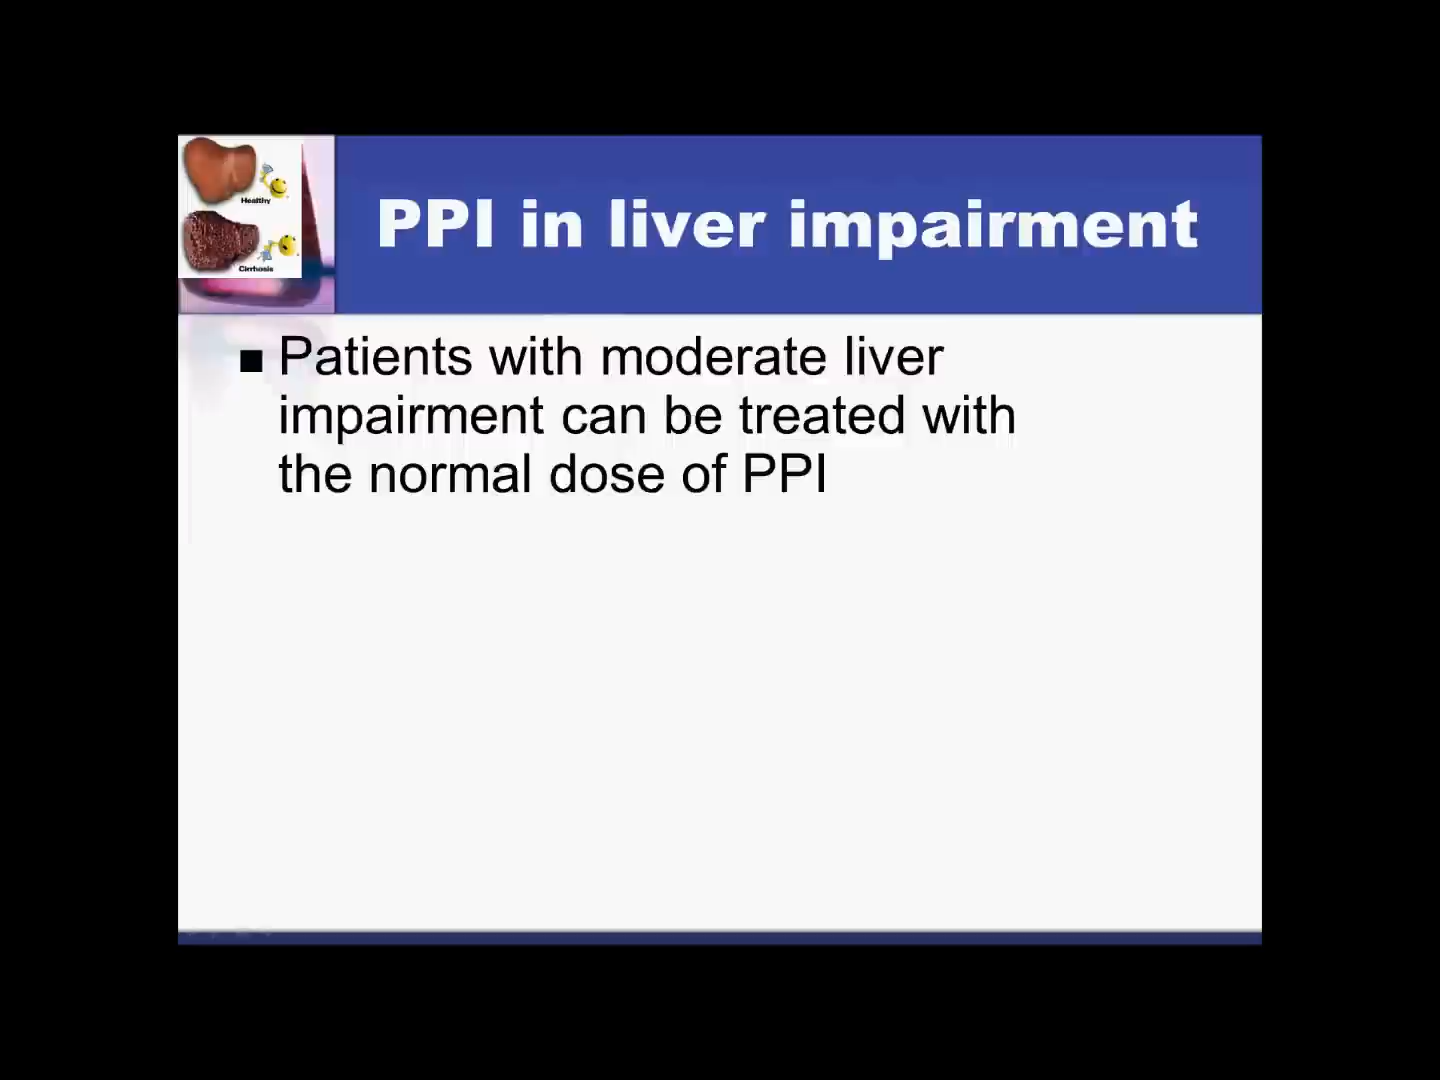 Healthy
Cirrhosis
PPI in liver impairment
■ Patients with moderate liver
impairment can be treated with
the normal dose of PPI